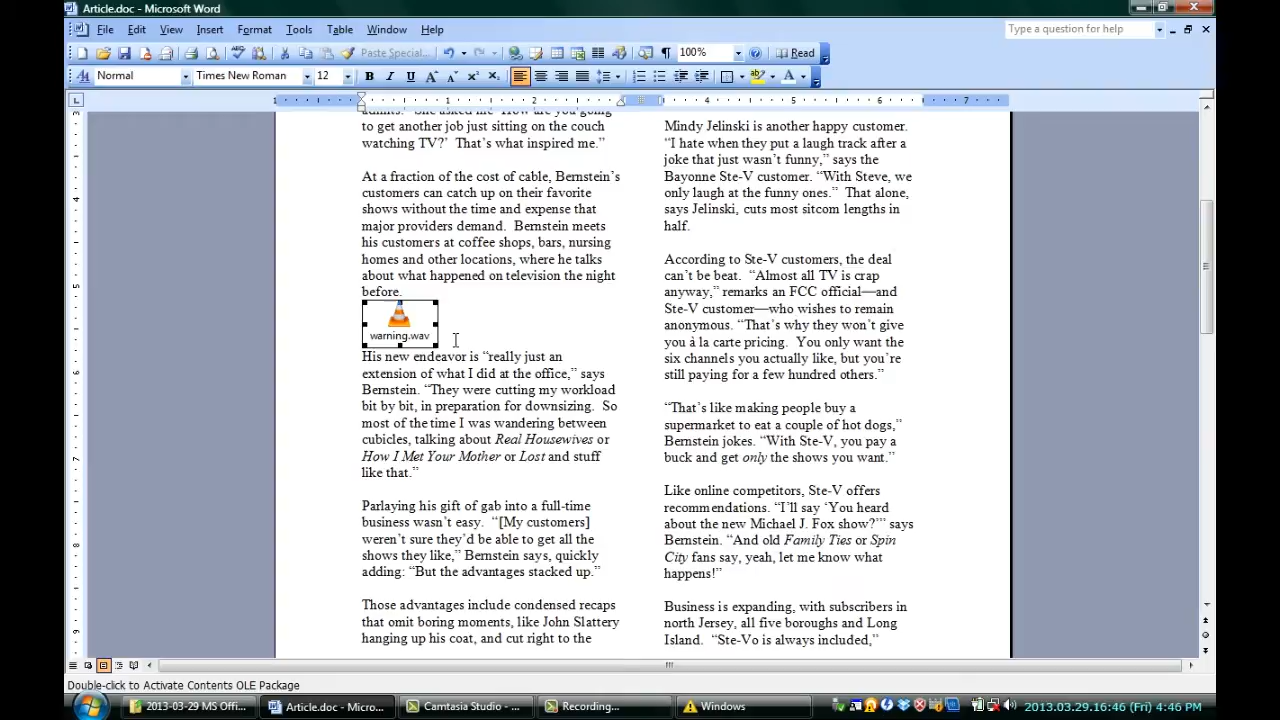 Article.doc - Microsoft Word
File Edit View Insert Format Tools Table Window Help
Type a question for help
Paste Special... 100% Read
Normal Times New Roman 12 B I U
1 1 2 4 5 6 7
to get another job just sitting on the couch
watching TV?’ That’s what inspired me.”
At a fraction of the cost of cable, Bernstein’s
customers can catch up on their favorite
shows without the time and expense that
major providers demand. Bernstein meets
his customers at coffee shops, bars, nursing
homes and other locations, where he talks
about what happened on television the night
before.
warning.wav
His new endeavor is “really just an
extension of what I did at the office,” says
Bernstein. “They were cutting my workload
bit by bit, in preparation for downsizing. So
most of the time I was wandering between
cubicles, talking about Real Housewives or
How I Met Your Mother or Lost and stuff
like that.”
Parlaying his gift of gab into a full-time
business wasn’t easy. “[My customers]
weren’t sure they’d be able to get all the
shows they like,” Bernstein says, quickly
adding: “But the advantages stacked up.”
Those advantages include condensed recaps
that omit boring moments, like John Slattery
hanging up his coat, and cut right to the
Mindy Jelinski is another happy customer.
“I hate when they put a laugh track after a
joke that just wasn’t funny,” says the
Bayonne Ste-V customer. “With Steve, we
only laugh at the funny ones.” That alone,
says Jelinski, cuts most sitcom lengths in
half.
According to Ste-V customers, the deal
can’t be beat. “Almost all TV is crap
anyway,” remarks an FCC official—and
Ste-V customer—who wishes to remain
anonymous. “That’s why they won’t give
you à la carte pricing. You only want the
six channels you actually like, but you’re
still paying for a few hundred others.”
“That’s like making people buy a
supermarket to eat a couple of hot dogs,”
Bernstein jokes. “With Ste-V, you pay a
buck and get only the shows you want.”
Like online competitors, Ste-V offers
recommendations. “I’ll say ‘You heard
about the new Michael J. Fox show?’” says
Bernstein. “And old Family Ties or Spin
City fans say, yeah, let me know what
happens!”
Business is expanding, with subscribers in
north Jersey, all five boroughs and Long
Island. “Ste-Vo is always included,”
Double-click to Activate Contents OLE Package
2013-03-29 MS Offi... Article.doc - Micros... Camtasia Studio - ... Recording... Windows 2013.03.29.16:46 (Fri) 4:46 PM